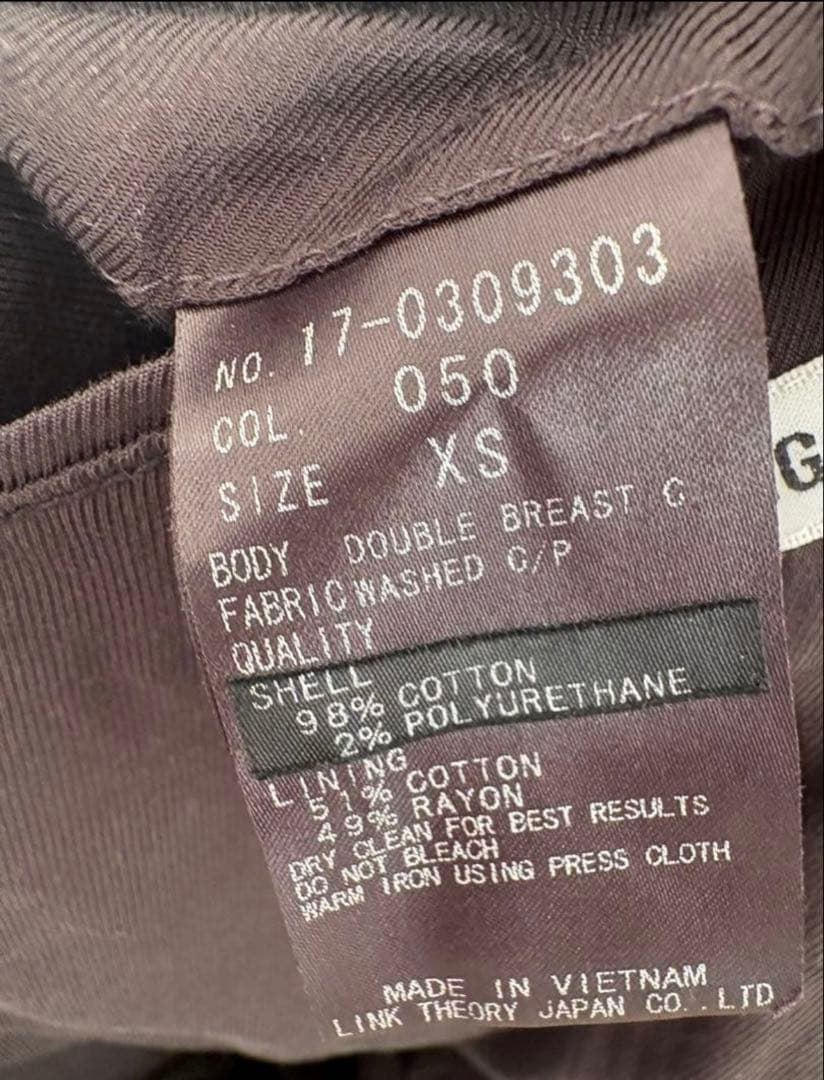 NO. 17-0309303
COL. 050
SIZE XS
BODY DOUBLE BREAST C
FABRIC WASHED C/P
QUALITY
SHELL
98% COTTON
2% POLYURETHANE
LINING
51% COTTON
49% RAYON
DRY CLEAN FOR BEST RESULTS
DO NOT BLEACH
WARM IRON USING PRESS CLOTH
MADE IN VIETNAM
LINK THEORY JAPAN CO.,LTD
G